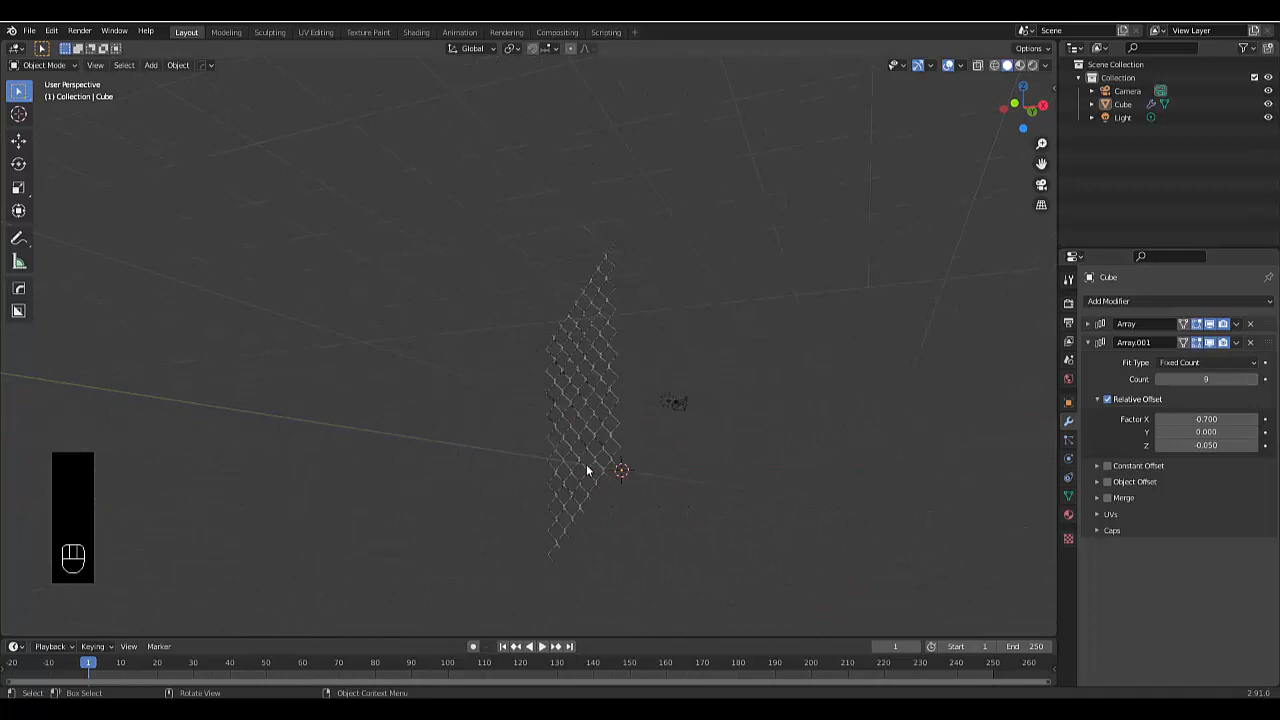 File Edit Render Window Help Layout Modeling Sculpting UV Editing Texture Paint Shading Animation Rendering Compositing Scripting + Scene View Layer
Global Options
Object Mode View Select Add Object
User Perspective
(1) Collection | Cube
Scene Collection
Collection
Camera
Cube
Light
Z
X
Y
Cube
Add Modifier
Array
Array.001
Fit Type Fixed Count
Count 9
Relative Offset
Factor X -0.700
Y 0.000
Z -0.050
Constant Offset
Object Offset
Merge
UVs
Caps
Playback Keying View Marker 1 Start 1 End 250
-20 -10 1 10 20 30 40 50 60 70 80 90 100 110 120 130 140 150 160 170 180 190 200 210 220 230 240 250 260
Select Box Select Rotate View Object Context Menu 2.91.0